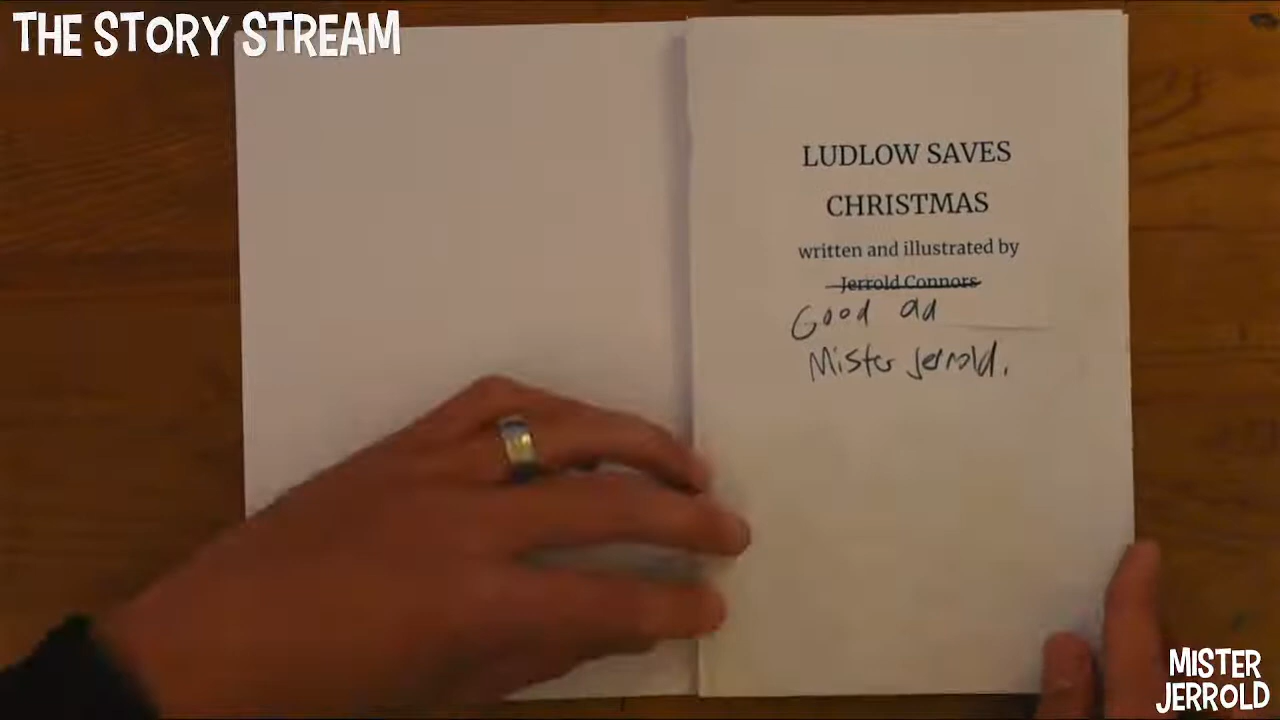 THE STORY STREAM
LUDLOW SAVES
CHRISTMAS
written and illustrated by
Jerrold Connors
Good ad
Mister Jerrold.
MISTER
JERROLD